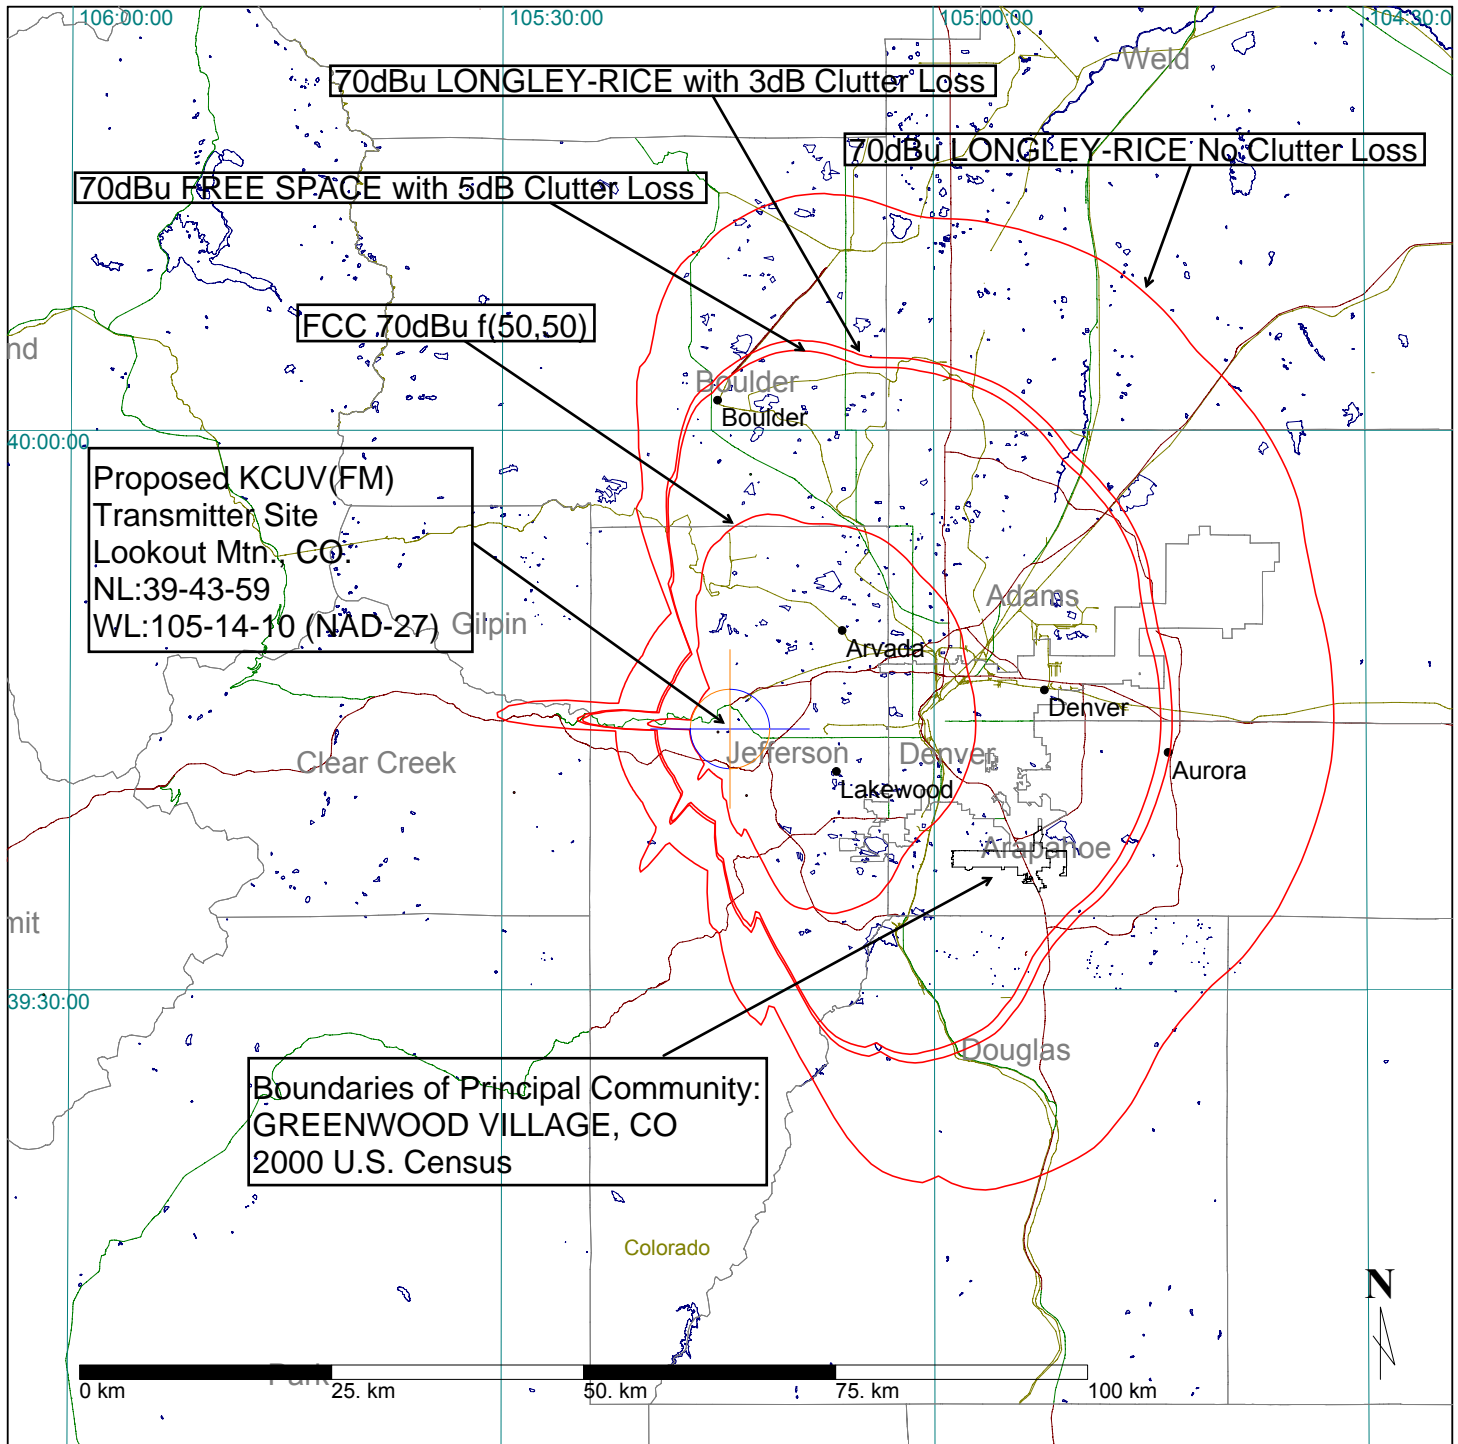 106:00:00
105:30:00
105:00:00
104:30:0
Weld
70dBu LONGLEY-RICE with 3dB Clutter Loss
70dBu LONGLEY-RICE No Clutter Loss
70dBu FREE SPACE with 5dB Clutter Loss
FCC 70dBu f(50,50)
nd
Boulder
Boulder
40:00:00
Proposed KCUV(FM)
Transmitter Site
Lookout Mtn., CO.
NL:39-43-59
WL:105-14-10 (NAD-27)
Gilpin
Adams
Arvada
Denver
Jefferson
Denver
Clear Creek
Aurora
Lakewood
Arapahoe
mit
39:30:00
Douglas
Boundaries of Principal Community:
GREENWOOD VILLAGE, CO
2000 U.S. Census
Colorado
N
Park
0 km
25. km
50. km
75. km
100 km